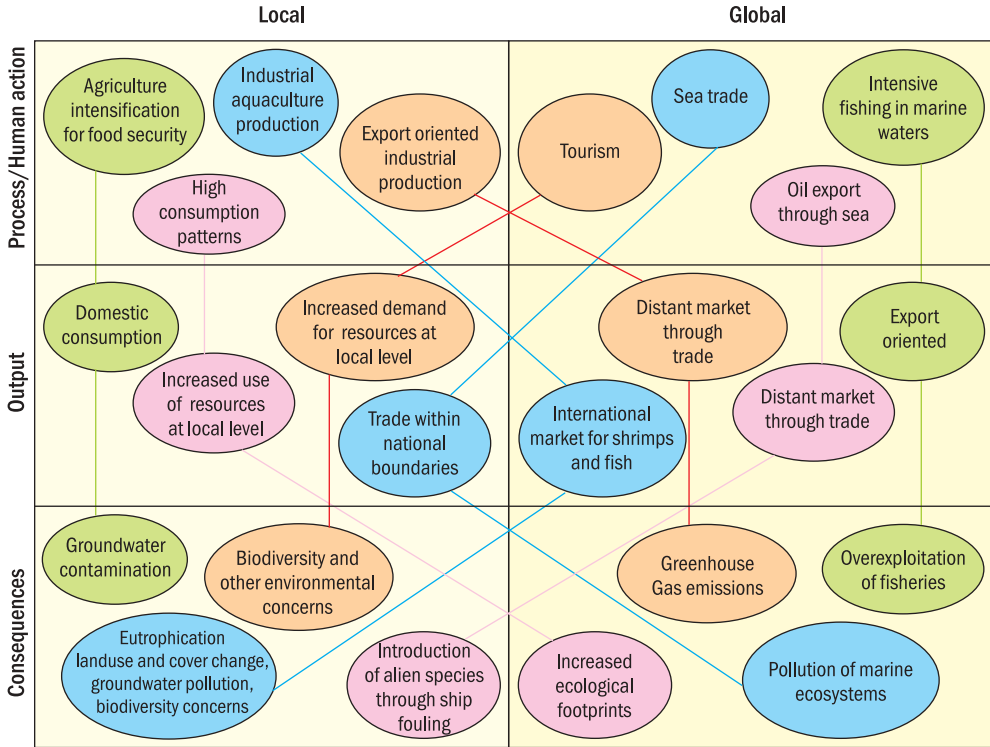 Local
Global
Process/Human action
Agriculture
intensification
for food security
Industrial
aquaculture
production
Export oriented
industrial
production
High
consumption
patterns
Tourism
Sea trade
Intensive
fishing in marine
waters
Oil export
through sea
Output
Domestic
consumption
Increased demand
for resources at
local level
Increased use
of resources
at local level
Trade within
national
boundaries
Distant market
through
trade
Export
oriented
International
market for shrimps
and fish
Distant market
through trade
Consequences
Groundwater
contamination
Biodiversity and
other environmental
concerns
Eutrophication
landuse and cover change,
groundwater pollution,
biodiversity concerns
Introduction
of alien species
through ship
fouling
Greenhouse
Gas emissions
Overexploitation
of fisheries
Increased
ecological
footprints
Pollution of marine
ecosystems